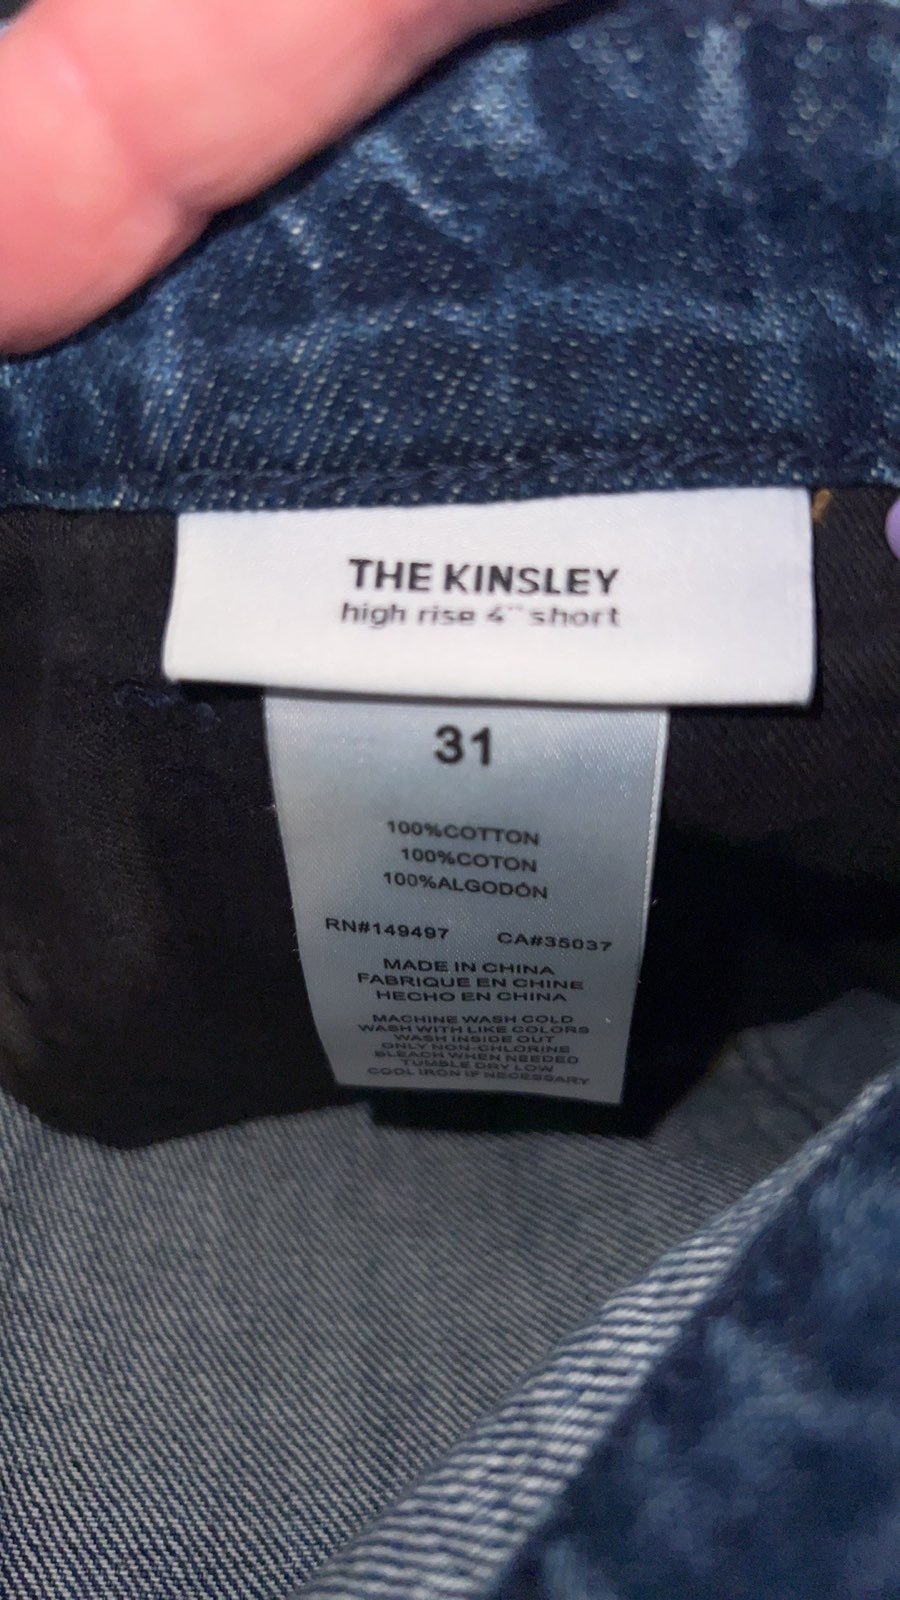 THE KINSLEY
high rise 4" short
31
100%COTTON
100%COTON
100%ALGODÓN
RN#149497 CA#35037
MADE IN CHINA
FABRIQUE EN CHINE
HECHO EN CHINA
MACHINE WASH COLD
WASH WITH LIKE COLORS
WASH INSIDE OUT
ONLY NON-CHLORINE
BLEACH WHEN NEEDED
TUMBLE DRY LOW
COOL IRON IF NECESSARY